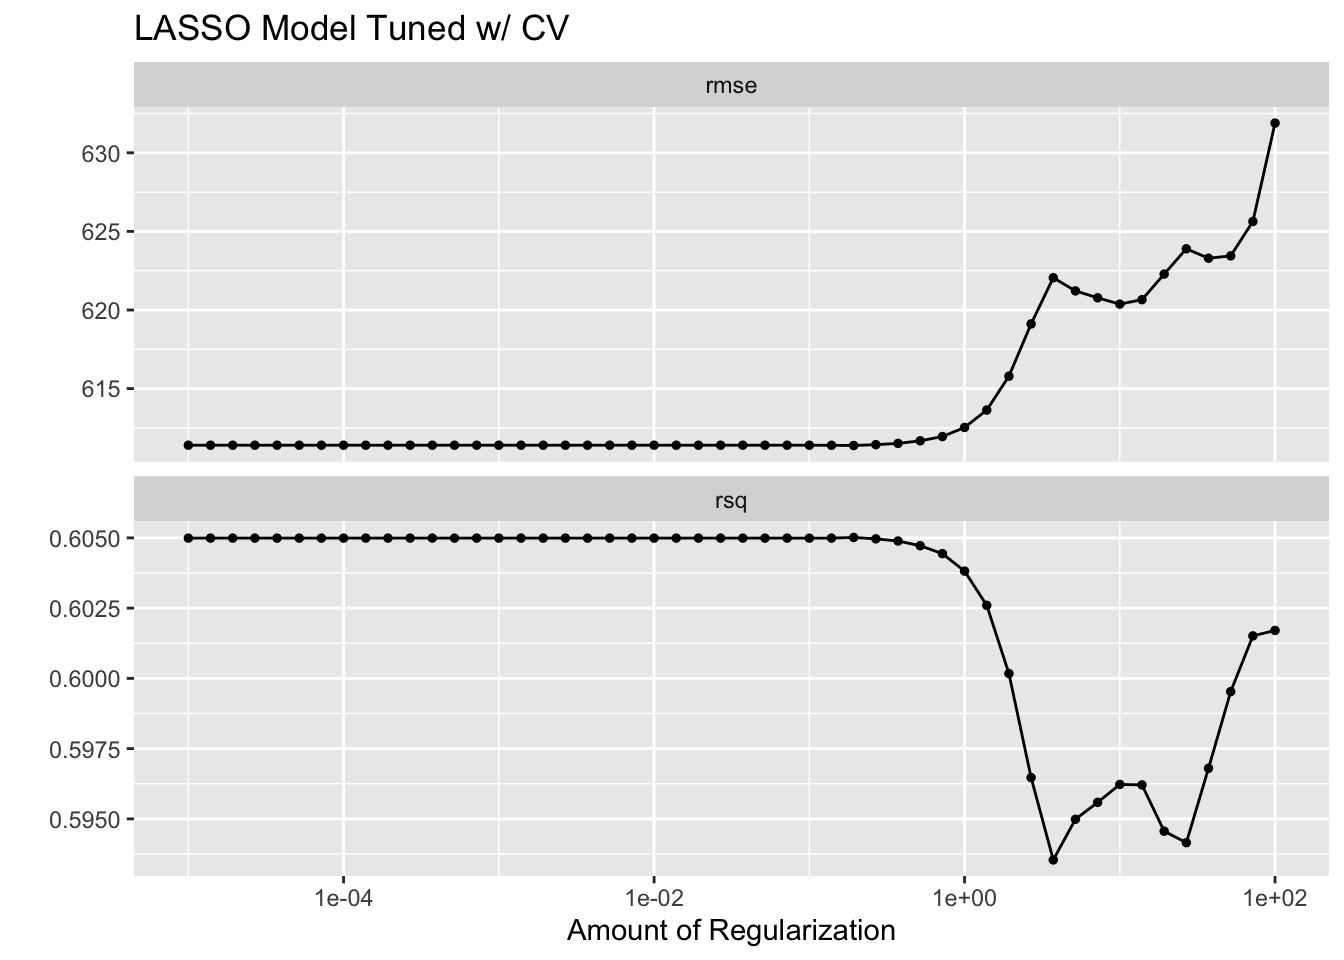 LASSO Model Tuned w/ CV
rmse
630
625
620
615
rsq
0.6050
0.6025
0.6000
0.5975
0.5950
1e-04 1e-02 1e+00 1e+02
Amount of Regularization